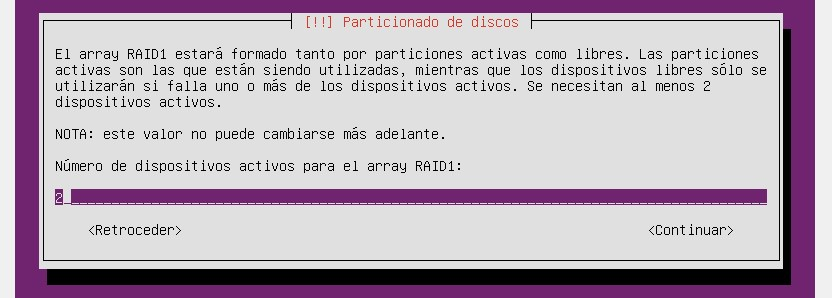 [!!] Particionado de discos
El array RAID1 estará formado tanto por particiones activas como libres. Las particiones
activas son las que están siendo utilizadas, mientras que los dispositivos libres sólo se
utilizarán si falla uno o más de los dispositivos activos. Se necesitan al menos 2
dispositivos activos.
NOTA: este valor no puede cambiarse más adelante.
Número de dispositivos activos para el array RAID1:
2
<Retroceder> <Continuar>